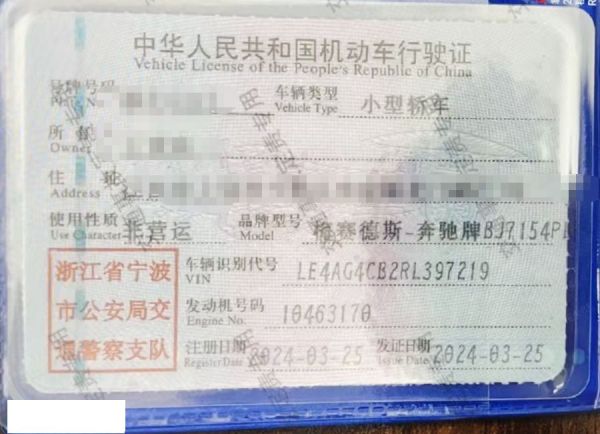 中华人民共和国机动车行驶证
Vehicle License of the People's Republic of China
号牌号码
车辆类型 小型轿车
Vehicle Type
所有
Owner
住址
Address
使用性质 非营运 品牌型号 梅赛德斯-奔驰牌BJ7154P
Use Character Model
浙江省宁波
市公安局交
通警察支队
车辆识别代号 LE4AG4CB2RL397219
VIN
发动机号码 10463170
Engine No.
注册日期 2024-03-25 发证日期 2024-03-25
Register Date Issue Date